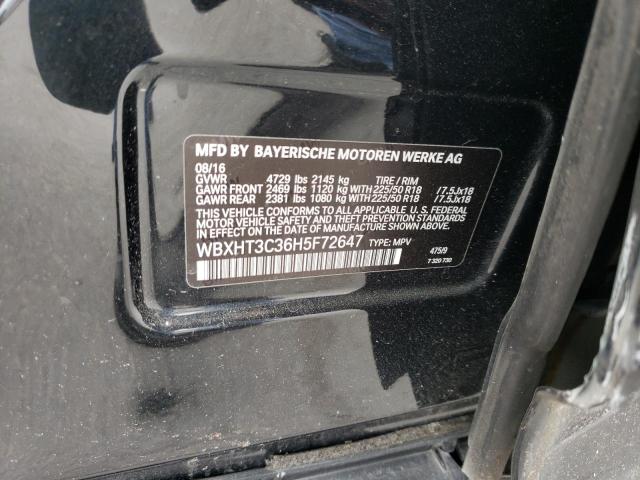 MFD BY BAYERISCHE MOTOREN WERKE AG
08/16
GVWR 4729 lbs 2145 kg TIRE / RIM
GAWR FRONT 2469 lbs 1120 kg WITH 225/50 R18 /7.5Jx18
GAWR REAR 2381 lbs 1080 kg WITH 225/50 R18 /7.5Jx18
THIS VEHICLE CONFORMS TO ALL APPLICABLE U.S. FEDERAL
MOTOR VEHICLE SAFETY STANDARDS IN EFFECT ON
THE DATE OF MANUFACTURE SHOWN ABOVE.
WBXHT3C36H5F72647 TYPE: MPV
475/9
7 320 730